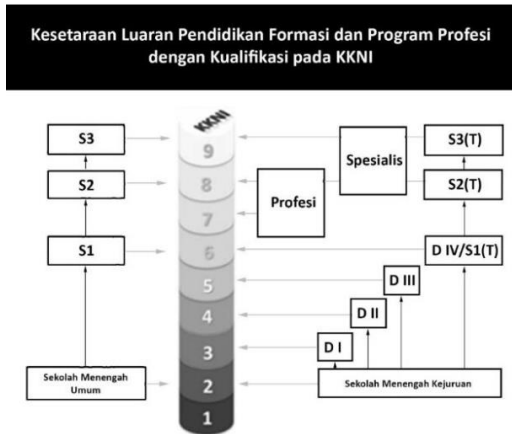 Kesetaraan Luaran Pendidikan Formasi dan Program Profesi
dengan Kualifikasi pada KKNI
KKNI
S3
9
Spesialis
S3(T)
S2
8
Profesi
S2(T)
7
S1
6
D IV/S1(T)
5
D III
4
D II
3
D I
Sekolah Menengah
Umum
2
Sekolah Menengah Kejuruan
1